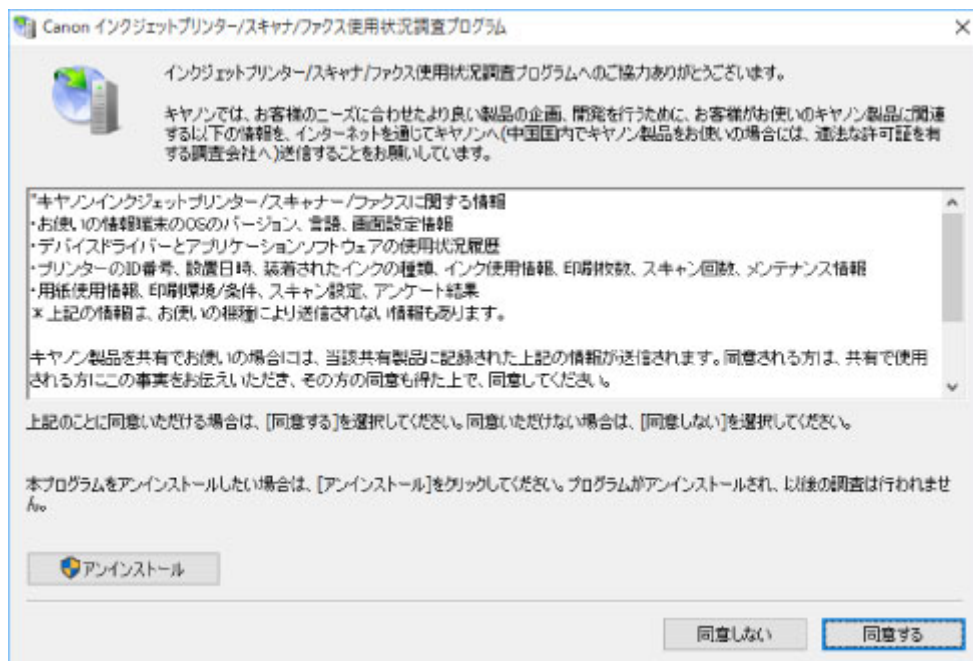 Canon インクジェットプリンター/スキャナ/ファクス使用状況調査プログラム
インクジェットプリンター/スキャナ/ファクス使用状況調査プログラムへのご協力ありがとうございます。
キヤノンでは、お客様のニーズに合わせたより良い製品の企画、開発を行うために、お客様がお使いのキヤノン製品に関連
する以下の情報を、インターネットを通じてキヤノンへ(中国国内でキヤノン製品をお使いの場合には、適法な許可証を有
する調査会社へ)送信することをお願いしています。
"キヤノンインクジェットプリンター/スキャナー/ファクスに関する情報
・お使いの情報端末のOSのバージョン、言語、画面設定情報
・デバイスドライバーとアプリケーションソフトウェアの使用状況履歴
・プリンターのID番号、設置日時、装着されたインクの種類、インク使用情報、印刷枚数、スキャン回数、メンテナンス情報
・用紙使用情報、印刷環境/条件、スキャン設定、アンケート結果
＊上記の情報は、お使いの機種により送信されない情報もあります。
キヤノン製品を共有でお使いの場合には、当該共有製品に記録された上記の情報が送信されます。同意される方は、共有で使用
される方にこの事実をお伝えいただき、その方の同意も得た上で、同意してください。
上記のことに同意いただける場合は、[同意する]を選択してください。同意いただけない場合は、[同意しない]を選択してください。
本プログラムをアンインストールしたい場合は、[アンインストール]をクリックしてください。プログラムがアンインストールされ、以後の調査は行われませ
ん。
アンインストール
同意しない 同意する